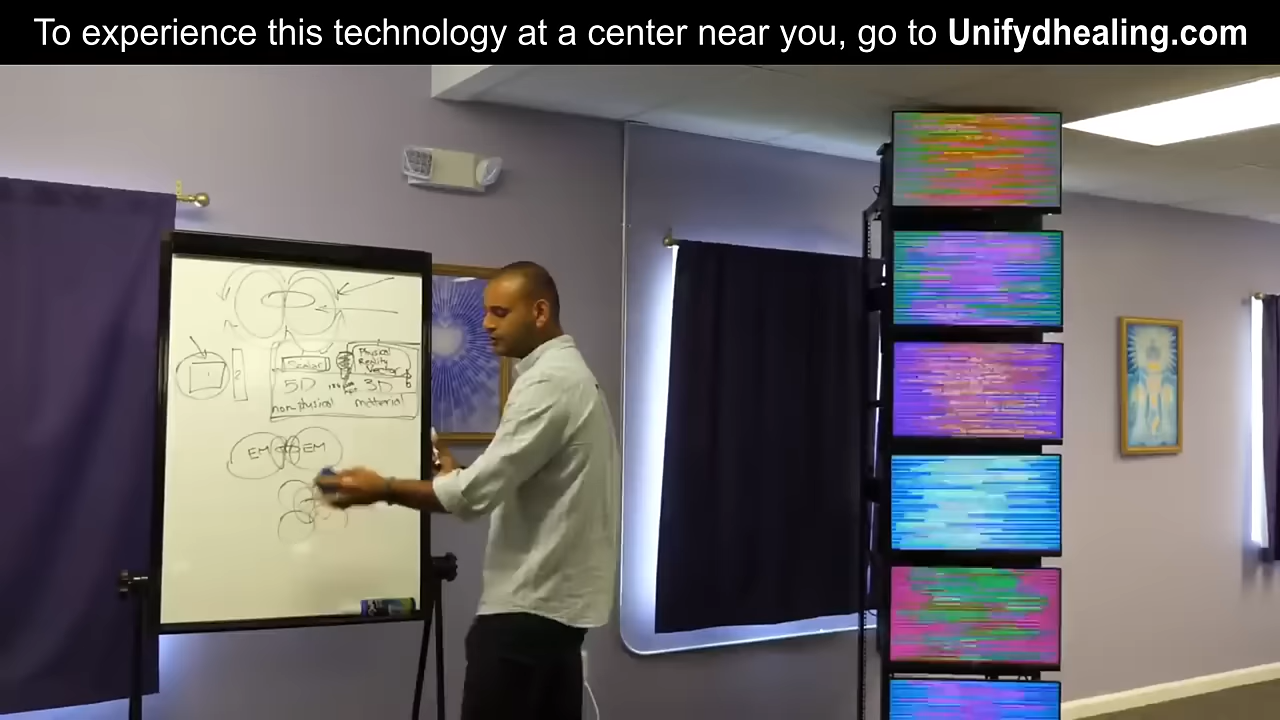 To experience this technology at a center near you, go to Unifydhealing.com
Scalar
Physical
Reality
Vector
5D
3D
non-physical
material
EM
EM